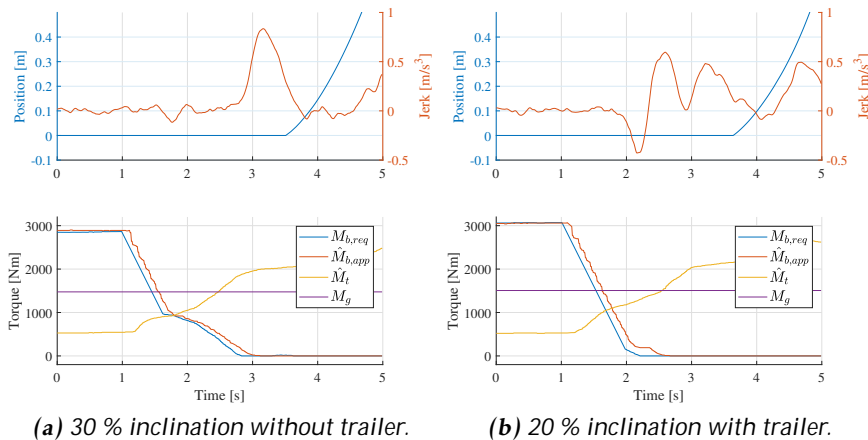 0.5
0.4
0.3
0.2
0.1
0
-0.1
Position [m]
1
0.5
0
-0.5
Jerk [m/s³]
0 1 2 3 4 5
0.4
0.3
0.2
0.1
0
-0.1
Position [m]
1
0.5
0
-0.5
Jerk [m/s³]
0 1 2 3 4 5
3000
2000
1000
0
Torque [Nm]
M_{b,req}
M̂_{b,app}
M̂_t
M_g
0 1 2 3 4 5
Time [s]
3000
2000
1000
0
Torque [Nm]
M_{b,req}
M̂_{b,app}
M̂_t
M_g
0 1 2 3 4 5
Time [s]
(a) 30 % inclination without trailer.
(b) 20 % inclination with trailer.